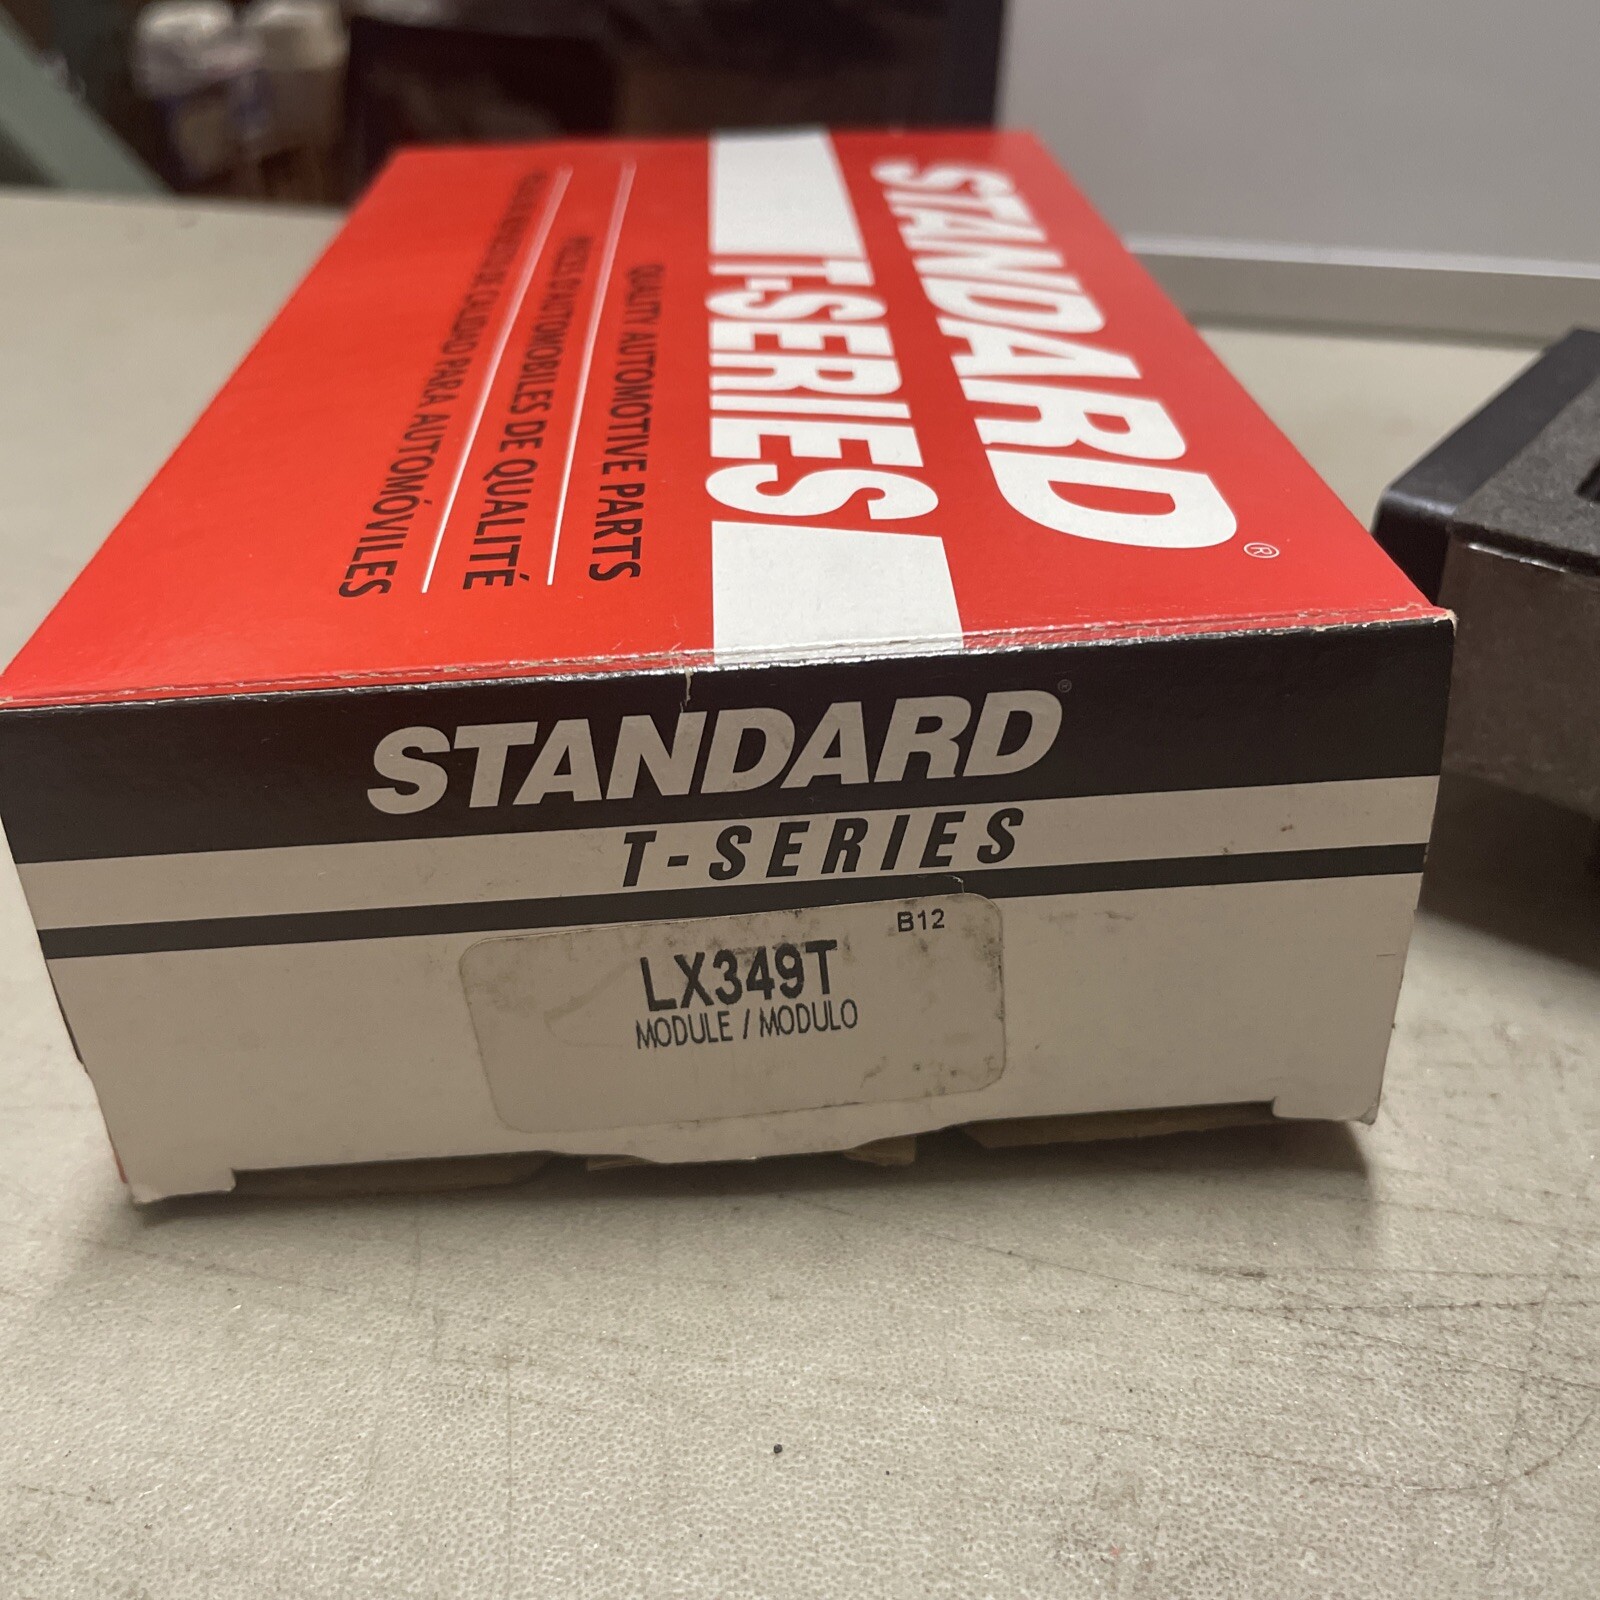 STANDARD®
T-SERIES
QUALITY AUTOMOTIVE PARTS
PIÈCES D'AUTOMOBILES DE QUALITÉ
DE CALIDAD PARA AUTOMÓVILES
STANDARD®
T-SERIES
B12
LX349T
MODULE / MODULO